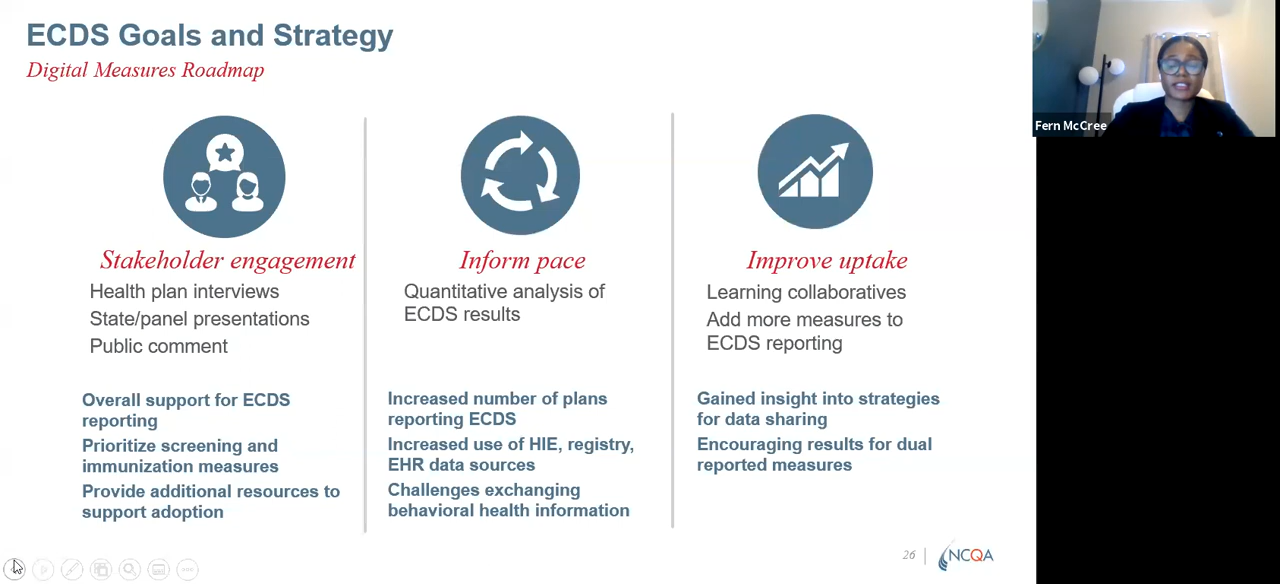 ECDS Goals and Strategy
Digital Measures Roadmap
Stakeholder engagement
Health plan interviews
State/panel presentations
Public comment
Overall support for ECDS
reporting
Prioritize screening and
immunization measures
Provide additional resources to
support adoption
Inform pace
Quantitative analysis of
ECDS results
Increased number of plans
reporting ECDS
Increased use of HIE, registry,
EHR data sources
Challenges exchanging
behavioral health information
Improve uptake
Learning collaboratives
Add more measures to
ECDS reporting
Gained insight into strategies
for data sharing
Encouraging results for dual
reported measures
26
NCQA
Fern McCree